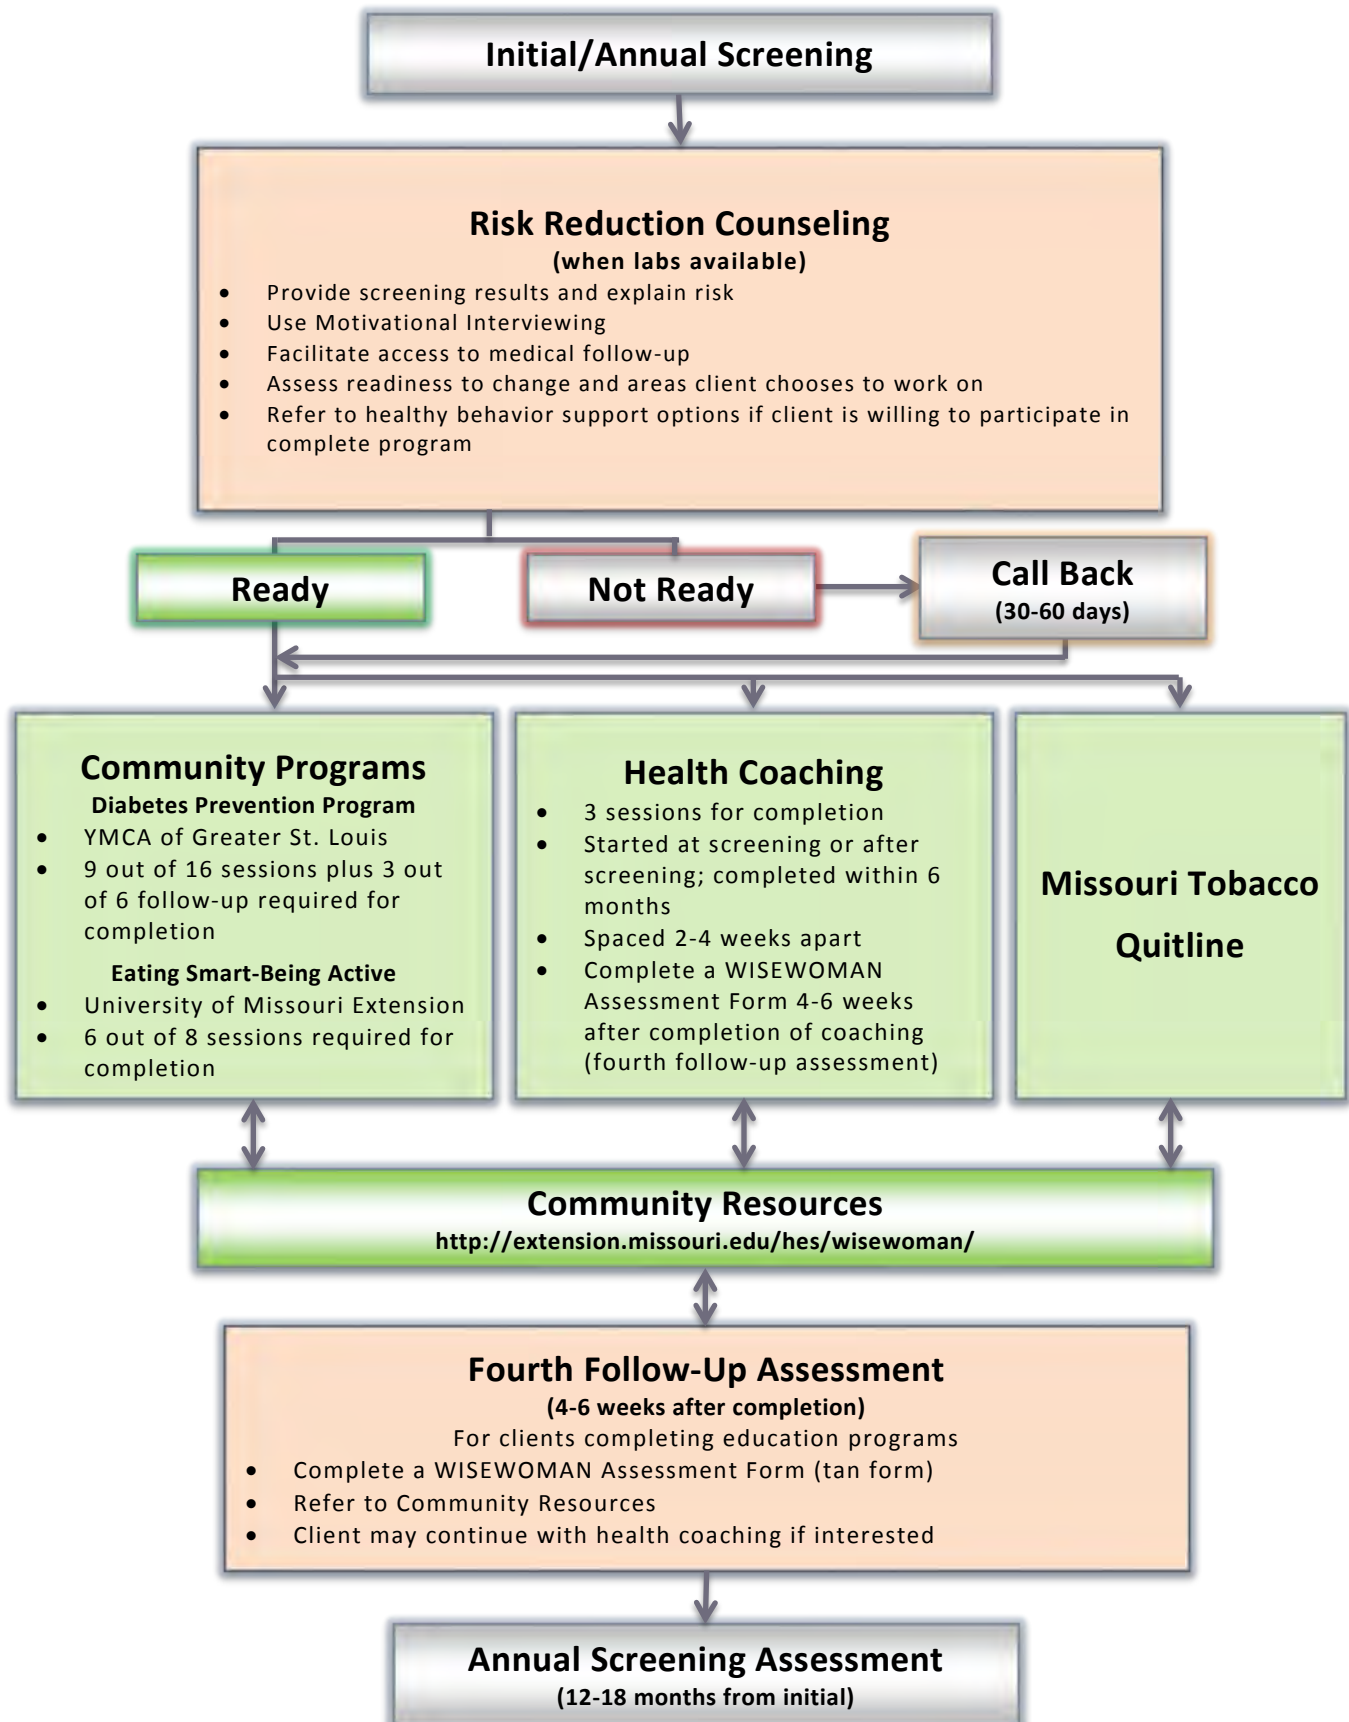 Initial/Annual Screening
Risk Reduction Counseling
(when labs available)
• Provide screening results and explain risk
• Use Motivational Interviewing
• Facilitate access to medical follow-up
• Assess readiness to change and areas client chooses to work on
• Refer to healthy behavior support options if client is willing to participate in
complete program
Ready
Not Ready
Call Back
(30-60 days)
Community Programs
Diabetes Prevention Program
• YMCA of Greater St. Louis
• 9 out of 16 sessions plus 3 out
of 6 follow-up required for
completion
Eating Smart-Being Active
• University of Missouri Extension
• 6 out of 8 sessions required for
completion
Health Coaching
• 3 sessions for completion
• Started at screening or after
screening; completed within 6
months
• Spaced 2-4 weeks apart
• Complete a WISEWOMAN
Assessment Form 4-6 weeks
after completion of coaching
(fourth follow-up assessment)
Missouri Tobacco
Quitline
Community Resources
http://extension.missouri.edu/hes/wisewoman/
Fourth Follow-Up Assessment
(4-6 weeks after completion)
For clients completing education programs
• Complete a WISEWOMAN Assessment Form (tan form)
• Refer to Community Resources
• Client may continue with health coaching if interested
Annual Screening Assessment
(12-18 months from initial)